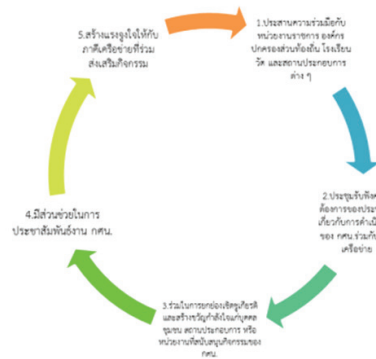 1.ประสานความร่วมมือกับ
หน่วยงานราชการ องค์กร
ปกครองส่วนท้องถิ่น โรงเรียน
วัด และสถานประกอบการ
ต่าง ๆ
2.ประชุมรับฟังค
ต้องการของประช
เกี่ยวกับการดำเนิ
ของ กศน.ร่วมกับ
เครือข่าย
3.ร่วมในการยกย่องเชิดชูเกียรติ
และสร้างขวัญกำลังใจแก่บุคคล
ชุมชน สถานประกอบการ หรือ
หน่วยงานที่สนับสนุนกิจกรรมของ
กศน.
4.มีส่วนช่วยในการ
ประชาสัมพันธ์งาน กศน.
5.สร้างแรงจูงใจให้กับ
ภาคีเครือข่ายที่ร่วม
ส่งเสริมกิจกรรม